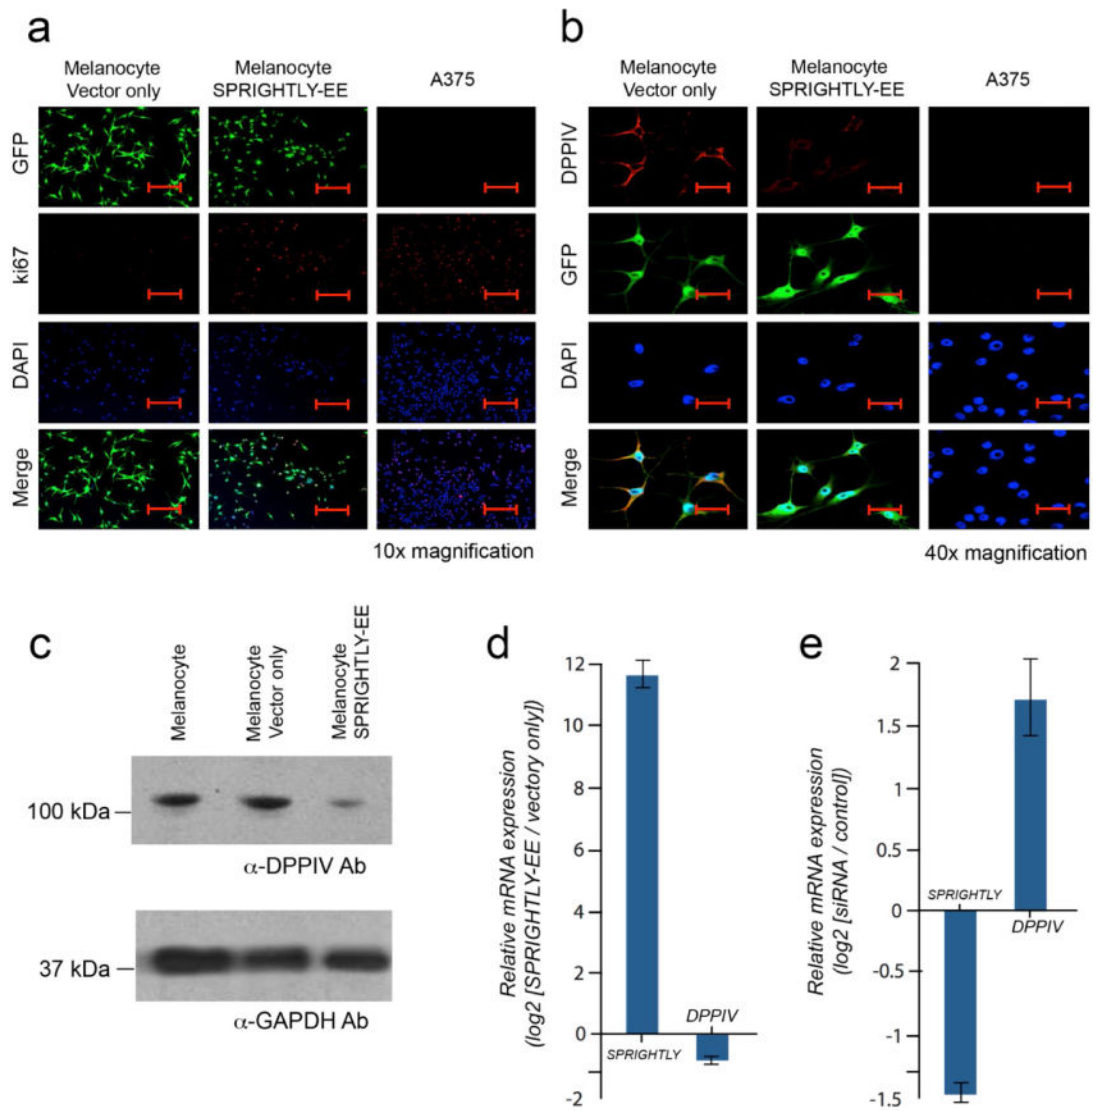 a
Melanocyte
Vector only
Melanocyte
SPRIGHTLY-EE
A375
GFP
ki67
DAPI
Merge
10x magnification
b
Melanocyte
Vector only
Melanocyte
SPRIGHTLY-EE
A375
DPPIV
GFP
DAPI
Merge
40x magnification
c
Melanocyte
Melanocyte
Vector only
Melanocyte
SPRIGHTLY-EE
100 kDa
α-DPPIV Ab
37 kDa
α-GAPDH Ab
d
Relative mRNA expression
(log2 [SPRIGHTLY-EE / vectory only])
12
10
8
6
4
2
0
-2
SPRIGHTLY
DPPIV
e
Relative mRNA expression
(log2 [siRNA / control])
2
1.5
1
0.5
0
-0.5
-1
-1.5
SPRIGHTLY
DPPIV